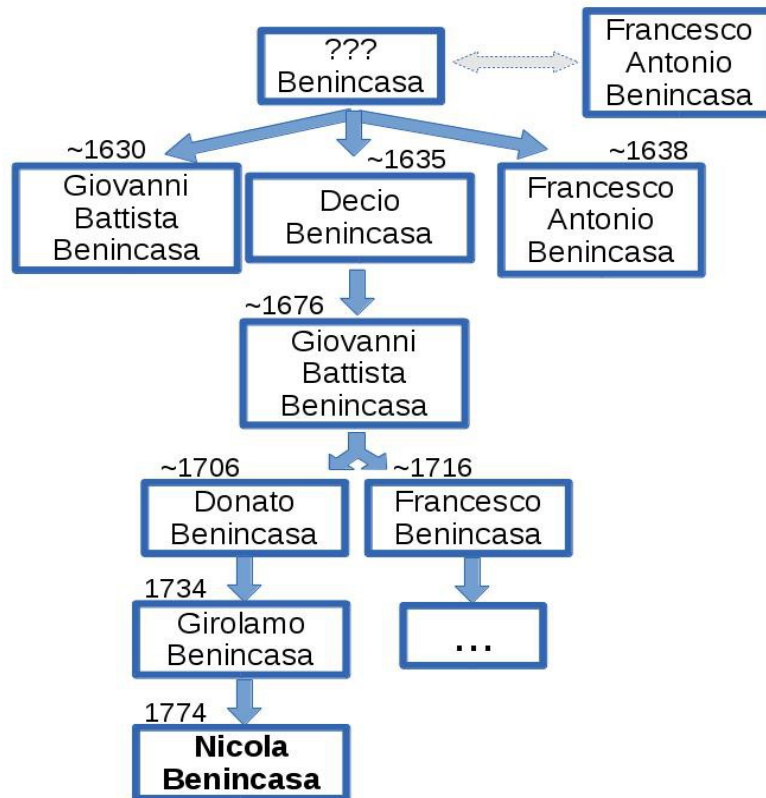 ???
Benincasa
Francesco
Antonio
Benincasa
~1630
Giovanni
Battista
Benincasa
~1635
Decio
Benincasa
~1638
Francesco
Antonio
Benincasa
~1676
Giovanni
Battista
Benincasa
~1706
Donato
Benincasa
~1716
Francesco
Benincasa
1734
Girolamo
Benincasa
...
1774
Nicola
Benincasa